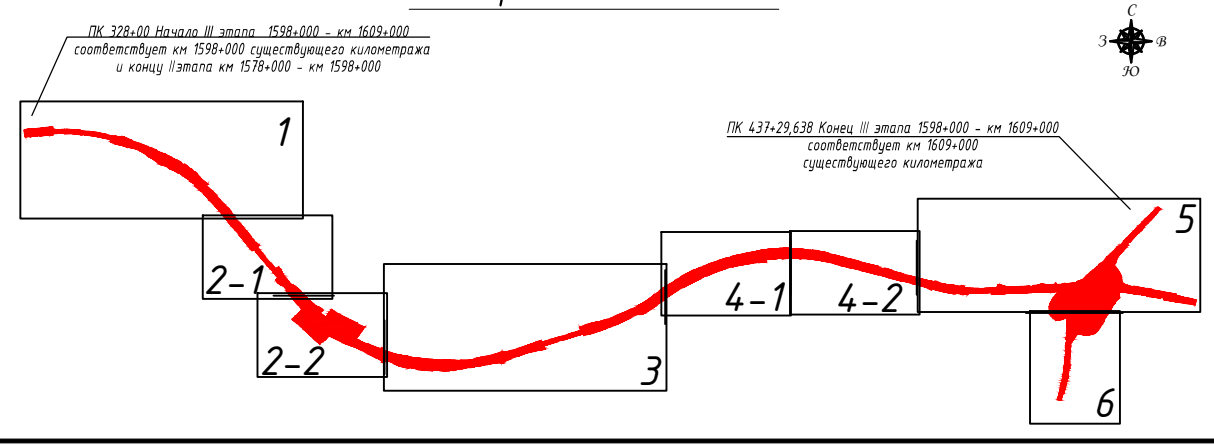 ПК 328+00 Начало III этапа 1598+000 - км 1609+000
соответствует км 1598+000 существующего километража
и концу IIэтапа км 1578+000 - км 1598+000
С
З В
Ю
1
ПК 437+29,638 Конец III этапа 1598+000 - км 1609+000
соответствует км 1609+000
существующего километража
5
2-1
4-1
4-2
2-2
3
6